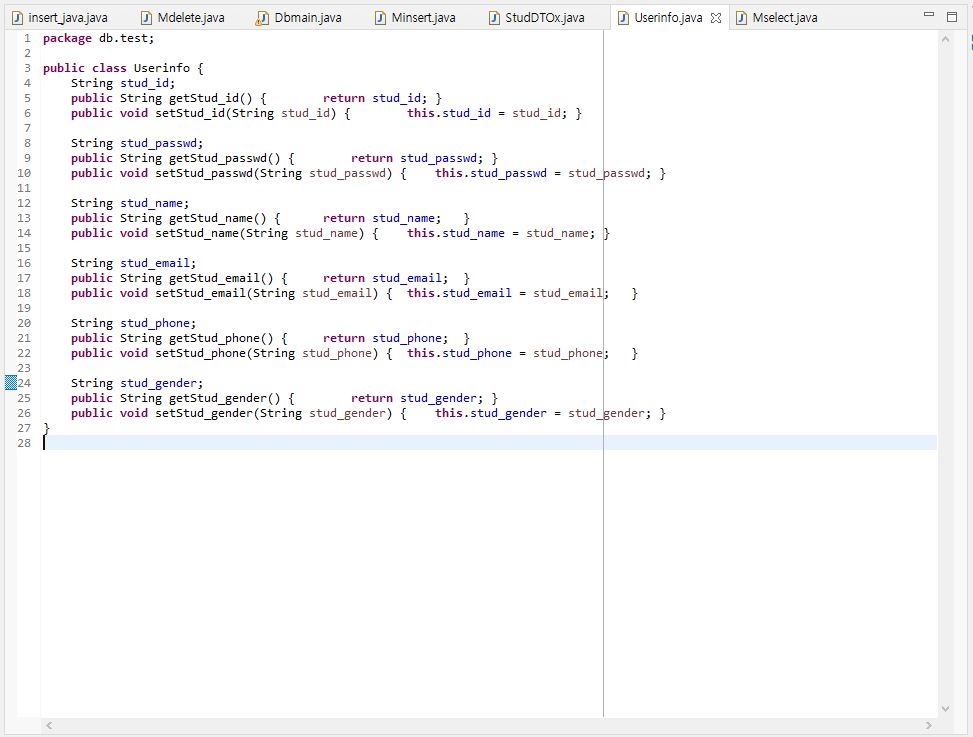 insert_java.java Mdelete.java Dbmain.java Minsert.java StudDTOx.java Userinfo.java Mselect.java
1 package db.test;
2
3 public class Userinfo {
4 String stud_id;
5 public String getStud_id() { return stud_id; }
6 public void setStud_id(String stud_id) { this.stud_id = stud_id; }
7
8 String stud_passwd;
9 public String getStud_passwd() { return stud_passwd; }
10 public void setStud_passwd(String stud_passwd) { this.stud_passwd = stud_passwd; }
11
12 String stud_name;
13 public String getStud_name() { return stud_name; }
14 public void setStud_name(String stud_name) { this.stud_name = stud_name; }
15
16 String stud_email;
17 public String getStud_email() { return stud_email; }
18 public void setStud_email(String stud_email) { this.stud_email = stud_email; }
19
20 String stud_phone;
21 public String getStud_phone() { return stud_phone; }
22 public void setStud_phone(String stud_phone) { this.stud_phone = stud_phone; }
23
24 String stud_gender;
25 public String getStud_gender() { return stud_gender; }
26 public void setStud_gender(String stud_gender) { this.stud_gender = stud_gender; }
27 }
28